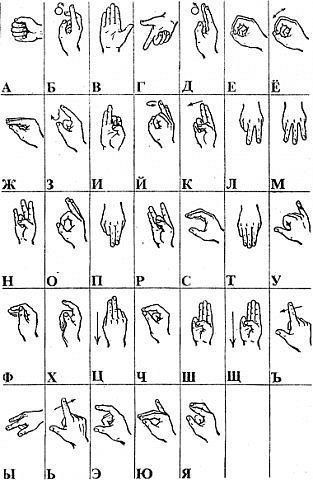 А Б В Г Д Е Ё
Ж З И Й К Л М
Н О П Р С Т У
Ф Х Ц Ч Ш Щ Ъ
Ы Ь Э Ю Я